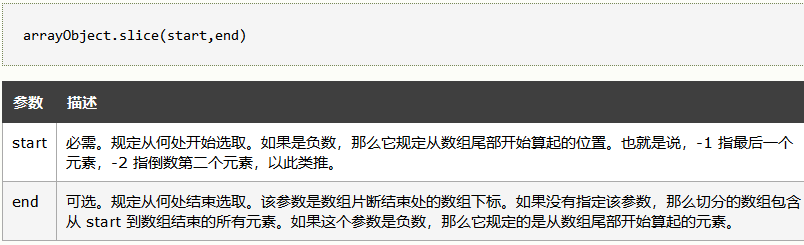 arrayObject.slice(start,end)
参数 描述
start 必需。规定从何处开始选取。如果是负数，那么它规定从数组尾部开始算起的位置。也就是说，-1 指最后一个
元素，-2 指倒数第二个元素，以此类推。
end 可选。规定从何处结束选取。该参数是数组片断结束处的数组下标。如果没有指定该参数，那么切分的数组包含
从 start 到数组结束的所有元素。如果这个参数是负数，那么它规定的是从数组尾部开始算起的元素。